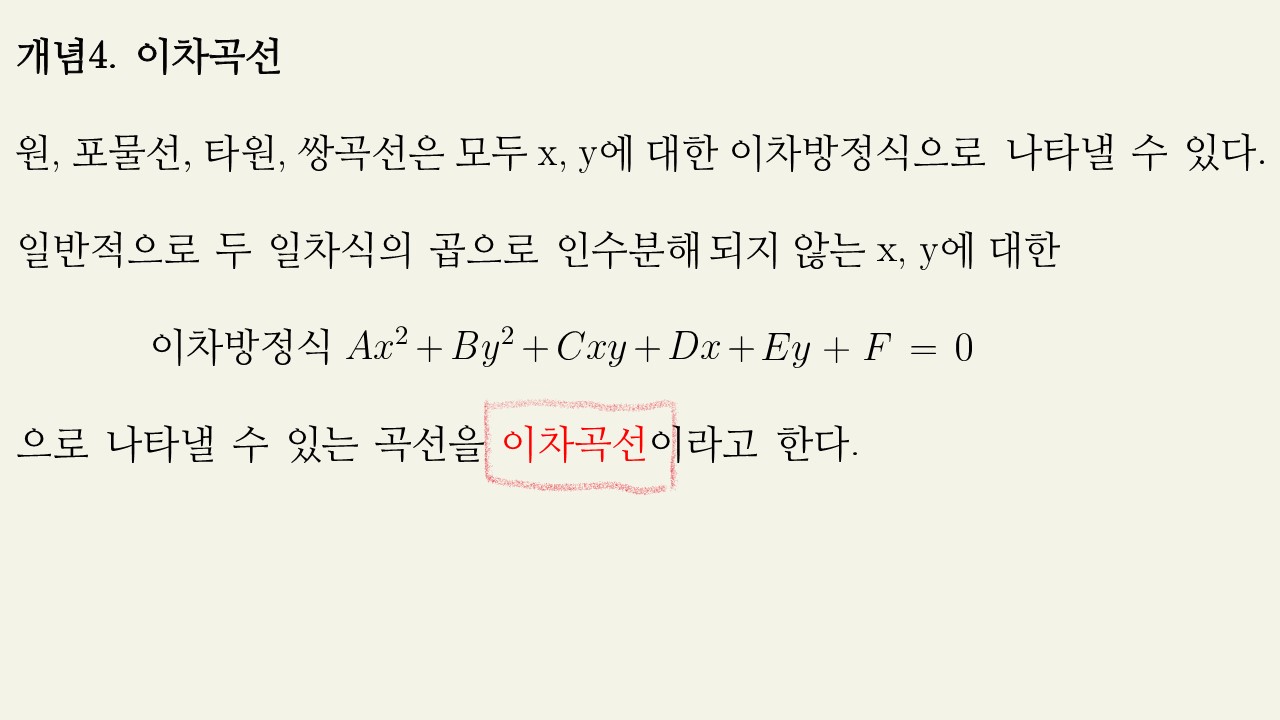 개념4. 이차곡선
원, 포물선, 타원, 쌍곡선은 모두 x, y에 대한 이차방정식으로 나타낼 수 있다.
일반적으로 두 일차식의 곱으로 인수분해되지 않는 x, y에 대한
이차방정식 Ax² + By² + Cxy + Dx + Ey + F = 0
으로 나타낼 수 있는 곡선을 이차곡선이라고 한다.